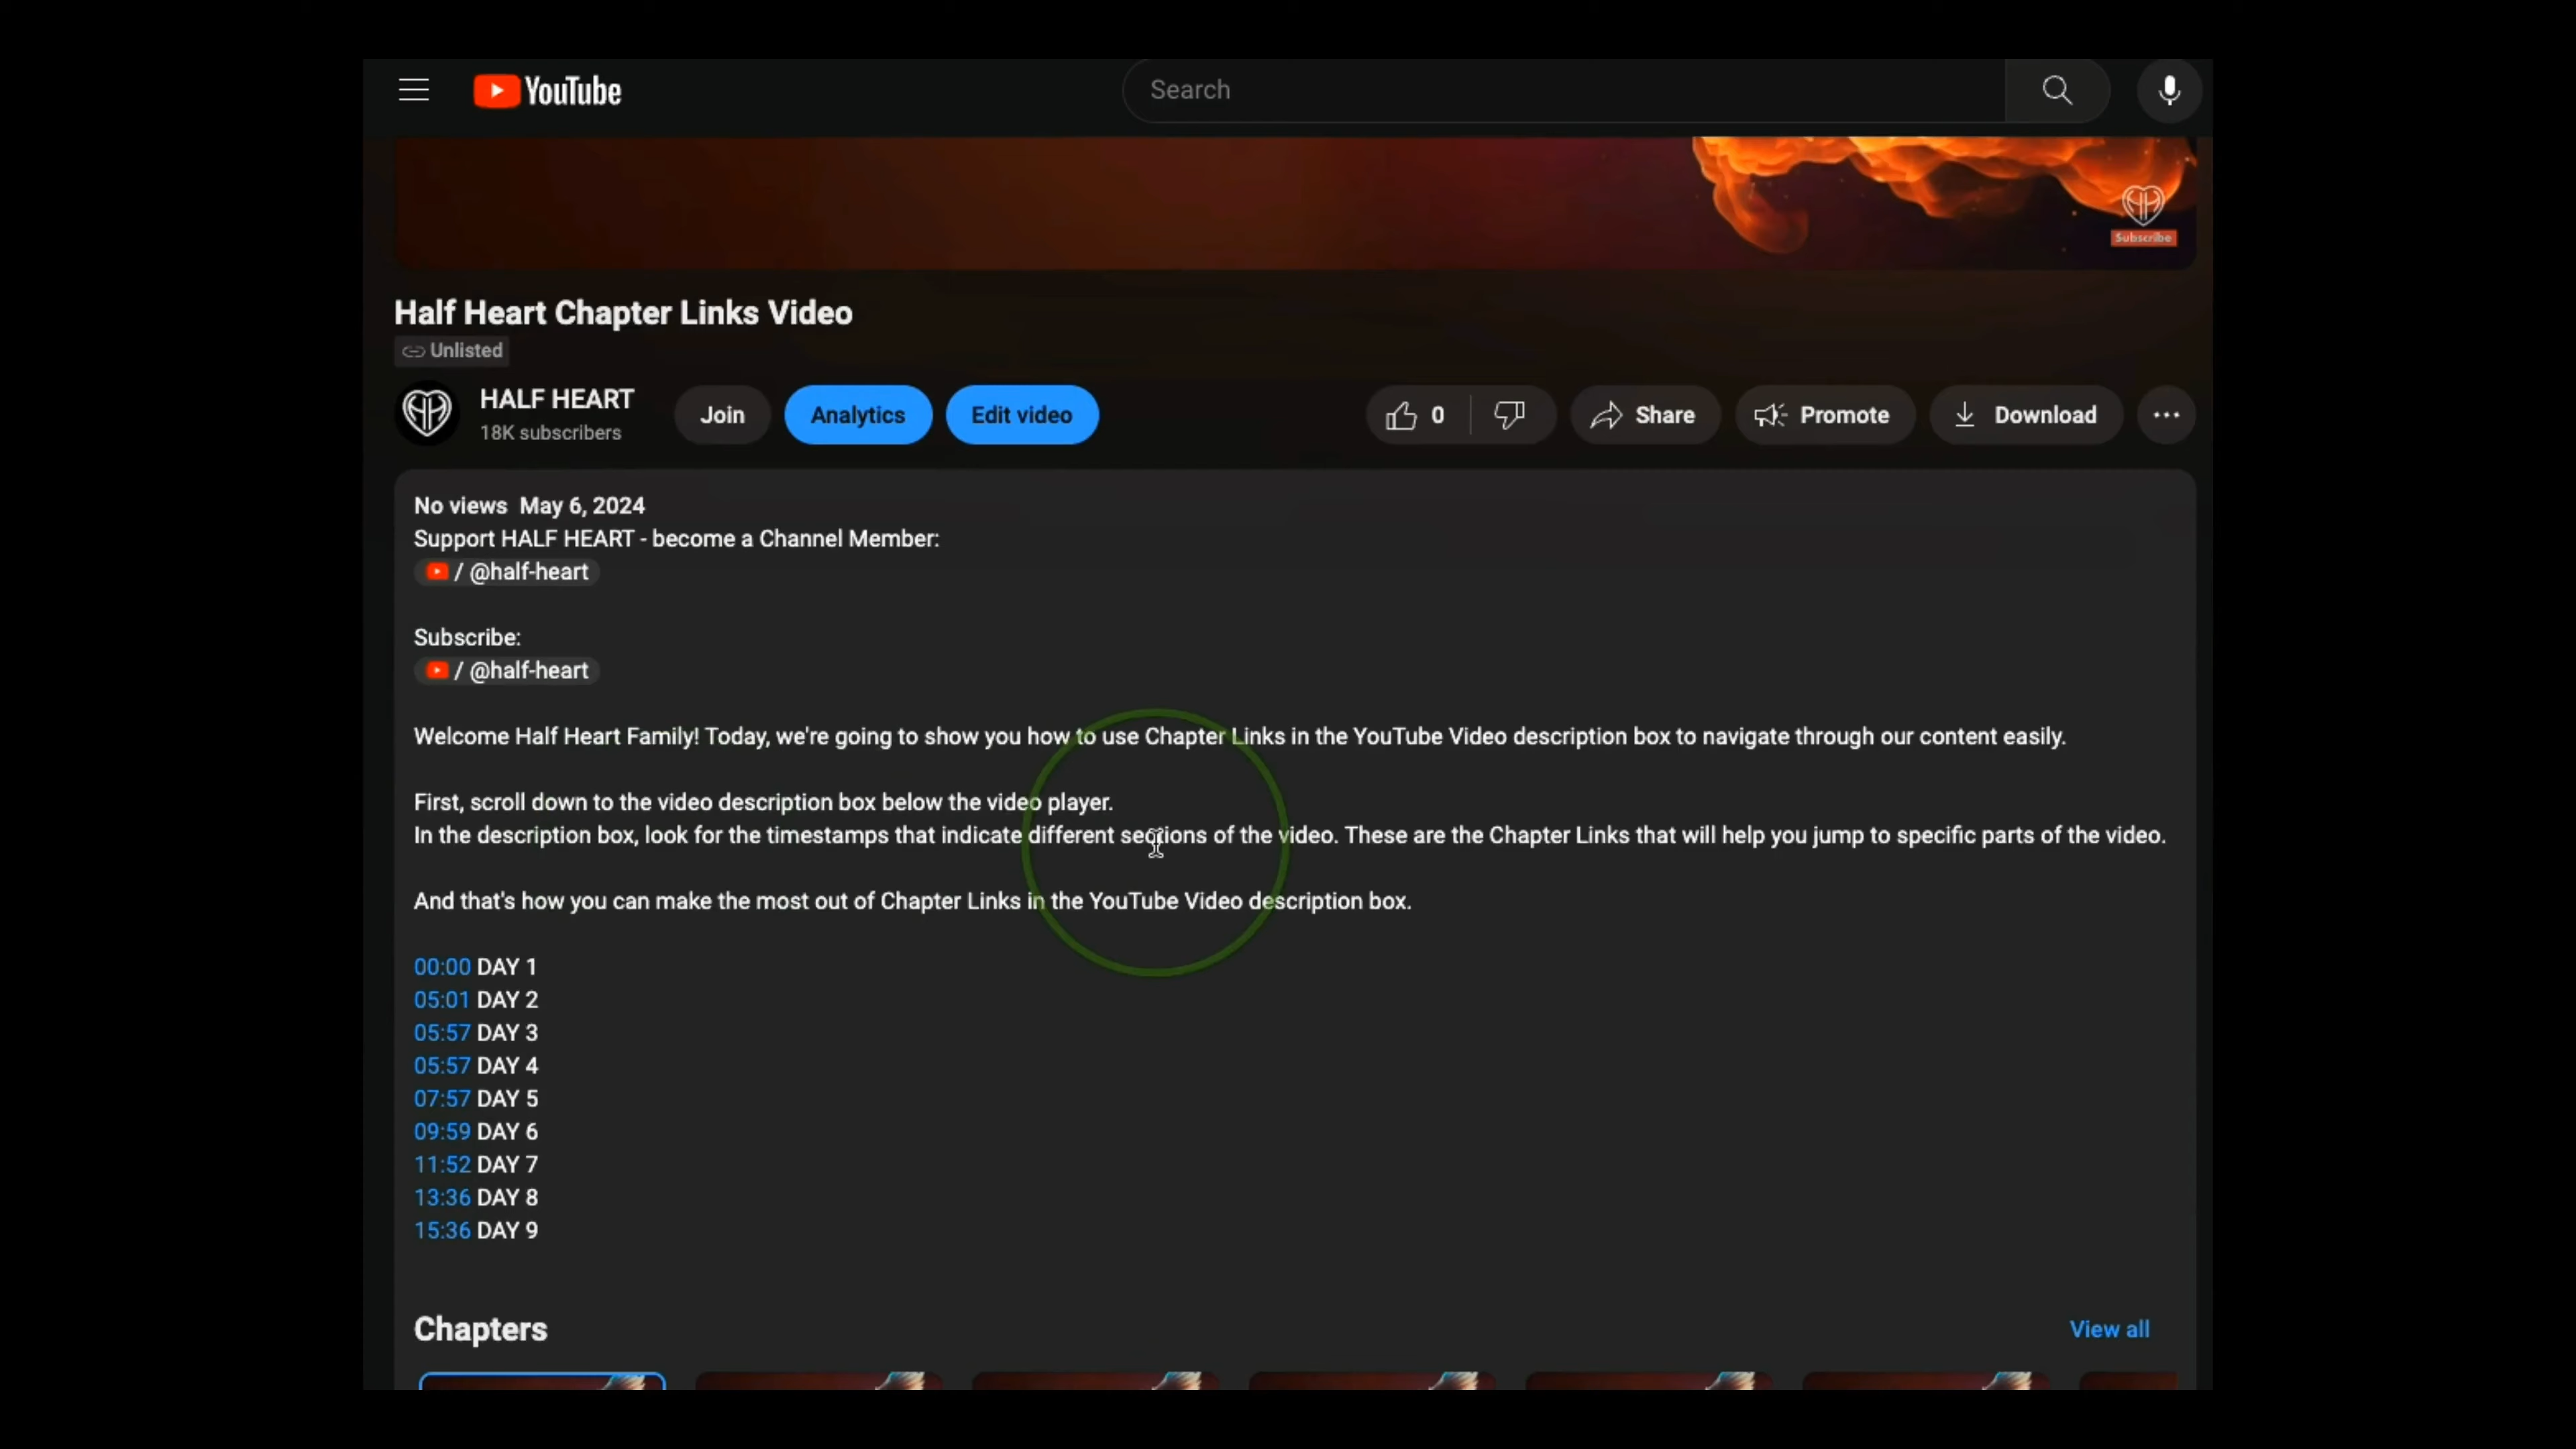 YouTube
Search
Subscribe
Half Heart Chapter Links Video
Unlisted
HALF HEART
18K subscribers
Join
Analytics
Edit video
0
Share
Promote
Download
No views May 6, 2024
Support HALF HEART - become a Channel Member:
/ @half-heart
Subscribe:
/ @half-heart
Welcome Half Heart Family! Today, we're going to show you how to use Chapter Links in the YouTube Video description box to navigate through our content easily.
First, scroll down to the video description box below the video player.
In the description box, look for the timestamps that indicate different sections of the video. These are the Chapter Links that will help you jump to specific parts of the video.
And that's how you can make the most out of Chapter Links in the YouTube Video description box.
00:00 DAY 1
05:01 DAY 2
05:57 DAY 3
05:57 DAY 4
07:57 DAY 5
09:59 DAY 6
11:52 DAY 7
13:36 DAY 8
15:36 DAY 9
Chapters
View all